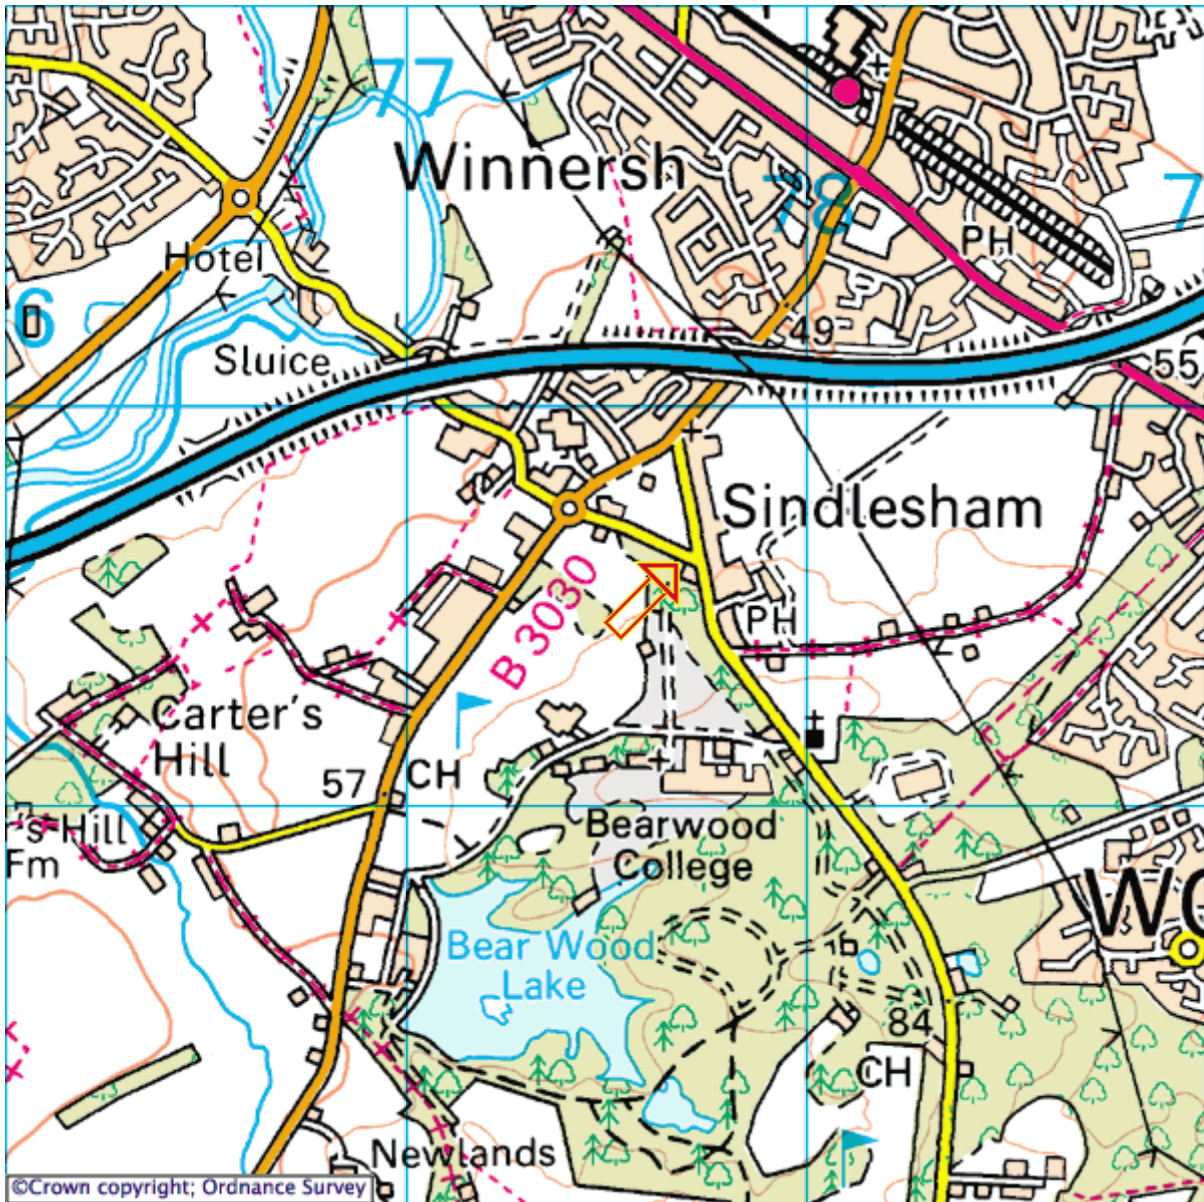 77
Winnersh
78
7
PH
Hotel
6
Sluice
49
55
Sindlesham
B 3030
PH
Carter's
Hill
57
CH
's Hill
Fm
Bearwood
College
WO
Bear Wood
Lake
84
CH
Newlands
©Crown copyright; Ordnance Survey